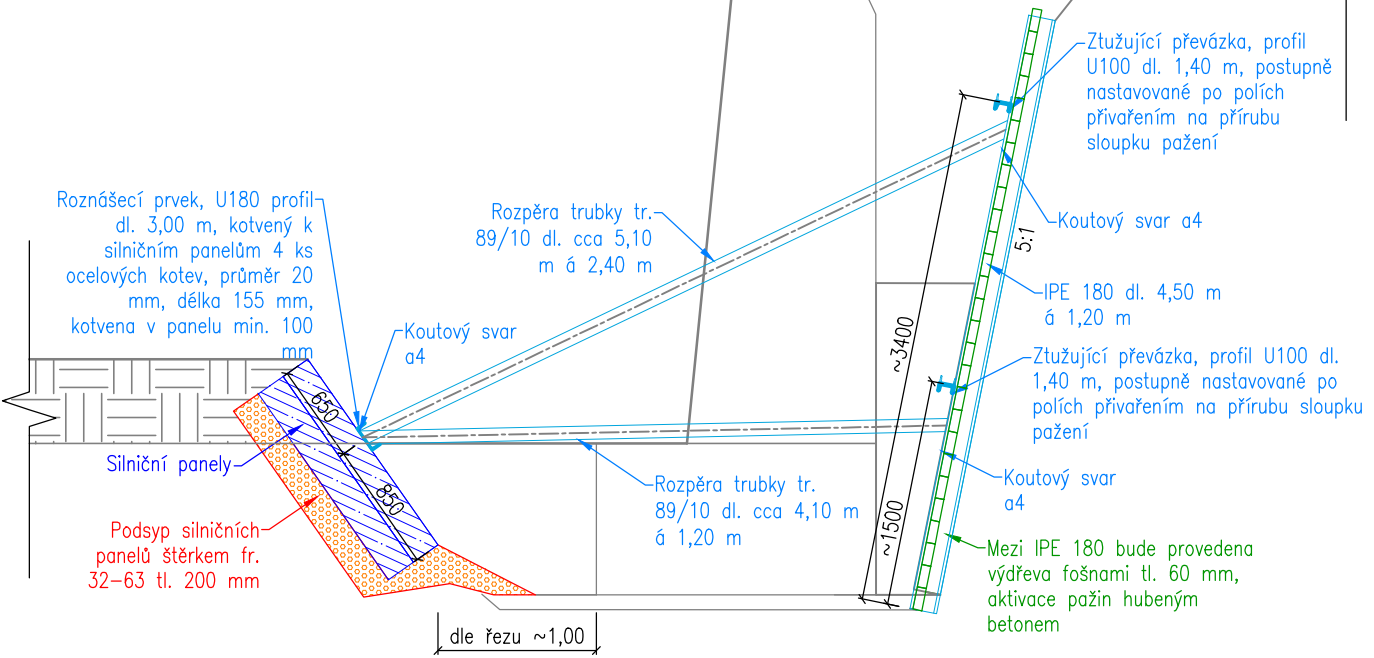 Ztužující převázka, profil
U100 dl. 1,40 m, postupně
nastavované po polích
přivařením na přírubu
sloupku pažení
Roznášecí prvek, U180 profil
dl. 3,00 m, kotvený k
silničním panelům 4 ks
ocelových kotev, průměr 20
mm, délka 155 mm,
kotvena v panelu min. 100
mm
Rozpěra trubky tr.
89/10 dl. cca 5,10
m á 2,40 m
Koutový svar a4
5:1
IPE 180 dl. 4,50 m
á 1,20 m
Koutový svar
a4
~3400
Ztužující převázka, profil U100 dl.
1,40 m, postupně nastavované po
polích přivařením na přírubu sloupku
pažení
650
Silniční panely
850
Koutový svar
a4
Rozpěra trubky tr.
89/10 dl. cca 4,10 m
á 1,20 m
~1500
Podsyp silničních
panelů štěrkem fr.
32-63 tl. 200 mm
Mezi IPE 180 bude provedena
výdřeva fošnami tl. 60 mm,
aktivace pažin hubeným
betonem
dle řezu ~1,00